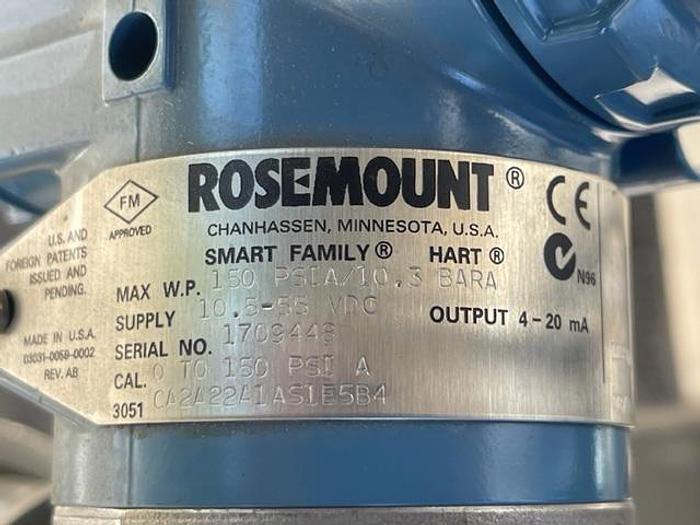 FM
APPROVED
ROSEMOUNT®
CHANHASSEN, MINNESOTA, U.S.A.
SMART FAMILY® HART®
CE
N96
U.S. AND
FOREIGN PATENTS
ISSUED AND
PENDING.
MAX W.P. 150 PSIA/10.3 BARA
SUPPLY 10.5-55 VDC
OUTPUT 4-20 mA
SERIAL NO. 1709448
CAL. 0 TO 150 PSI A
3051 CA2A22A1AS1E5B4
MADE IN U.S.A.
03031-0059-0002
REV. AB